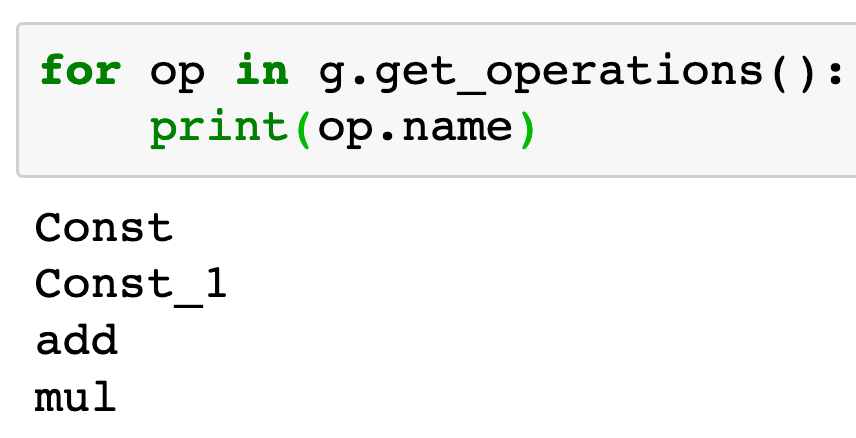 for op in g.get_operations():
    print(op.name)
Const
Const_1
add
mul